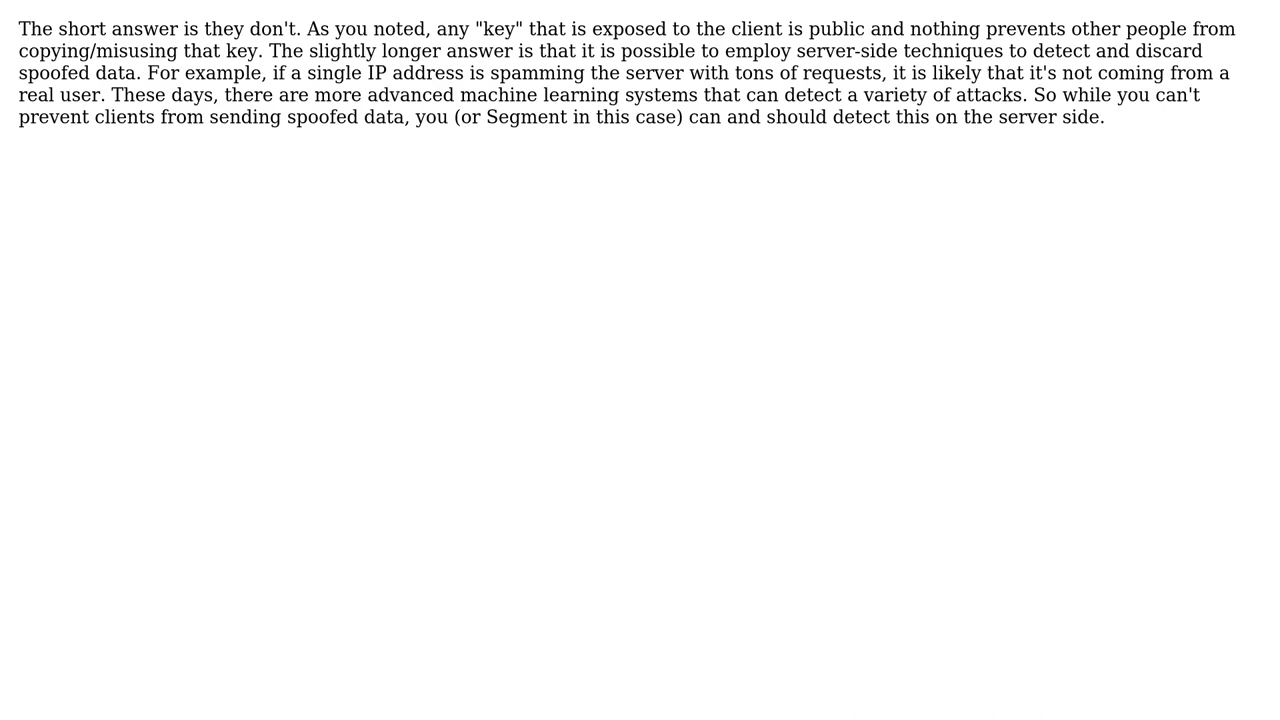 The short answer is they don't. As you noted, any "key" that is exposed to the client is public and nothing prevents other people from
copying/misusing that key. The slightly longer answer is that it is possible to employ server-side techniques to detect and discard
spoofed data. For example, if a single IP address is spamming the server with tons of requests, it is likely that it's not coming from a
real user. These days, there are more advanced machine learning systems that can detect a variety of attacks. So while you can't
prevent clients from sending spoofed data, you (or Segment in this case) can and should detect this on the server side.